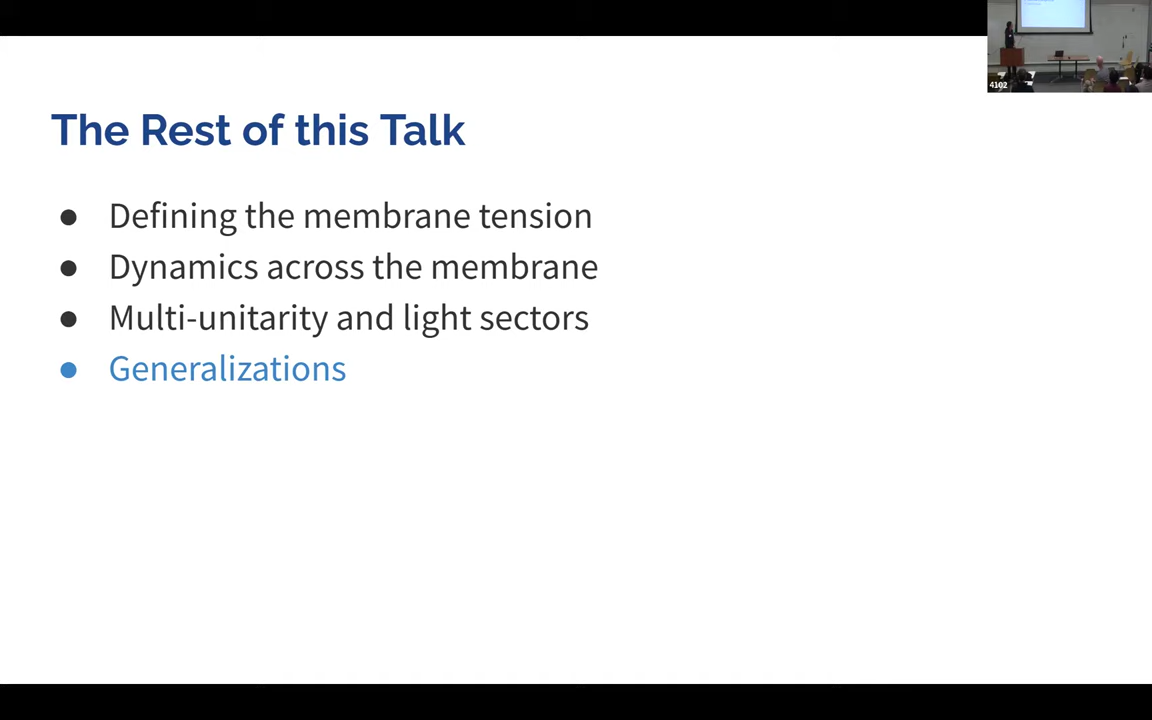 The Rest of this Talk
● Defining the membrane tension
● Dynamics across the membrane
● Multi-unitarity and light sectors
● Generalizations
4102